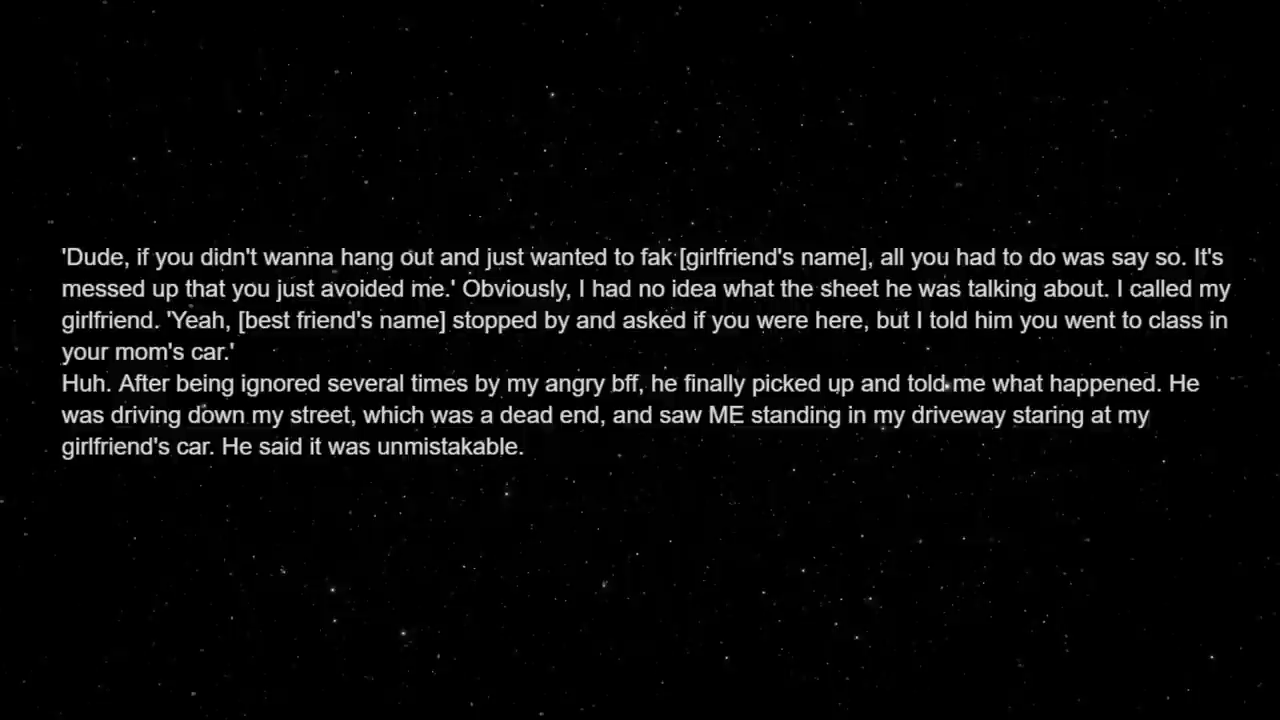 'Dude, if you didn't wanna hang out and just wanted to fak [girlfriend's name], all you had to do was say so. It's
messed up that you just avoided me.' Obviously, I had no idea what the sheet he was talking about. I called my
girlfriend. 'Yeah, [best friend's name] stopped by and asked if you were here, but I told him you went to class in
your mom's car.'
Huh. After being ignored several times by my angry bff, he finally picked up and told me what happened. He
was driving down my street, which was a dead end, and saw ME standing in my driveway staring at my
girlfriend's car. He said it was unmistakable.